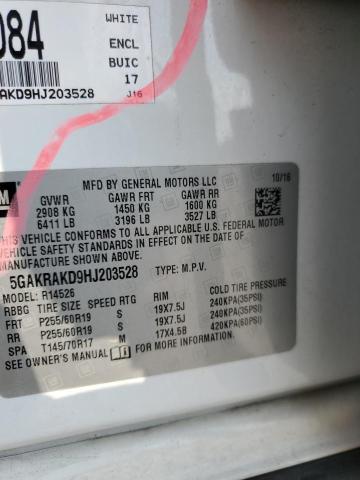 084
WHITE
ENCL
BUIC
17
AKD9HJ203528 J16
GM
MFD BY GENERAL MOTORS LLC
10/16
GVWR GAWR FRT GAWR RR
2908 KG 1450 KG 1600 KG
6411 LB 3196 LB 3527 LB
THIS VEHICLE CONFORMS TO ALL APPLICABLE U.S. FEDERAL MOTOR
VEHICLE SAFETY STANDARDS IN EFFECT ON THE DATE OF
MANUFACTURE SHOWN ABOVE.
5GAKRAKD9HJ203528 TYPE: M.P.V.
MODEL: R14526
RBBG TIRE SIZE SPEED RTG RIM COLD TIRE PRESSURE
FRT P255/60R19 S 19X7.5J 240KPA(35PSI)
RR P255/60R19 S 19X7.5J 240KPA(35PSI)
SPA T145/70R17 M 17X4.5B 420KPA(60PSI)
SEE OWNER'S MANUAL FOR MORE INFORMATION.